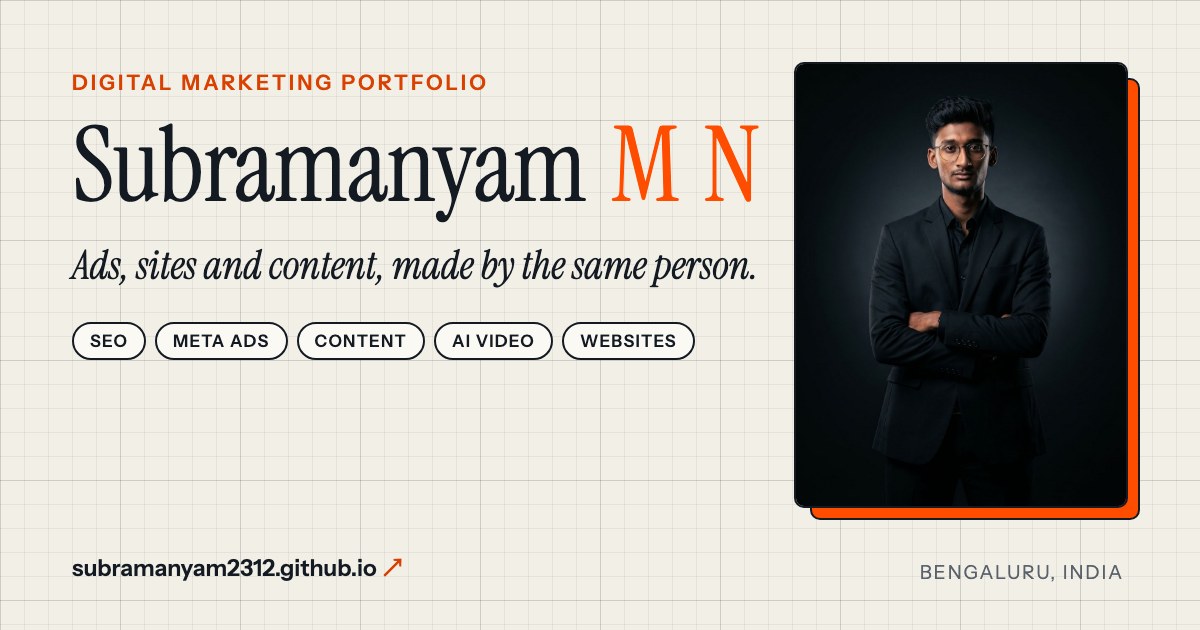 DIGITAL MARKETING PORTFOLIO
Subramanyam M N
Ads, sites and content, made by the same person.
SEO META ADS CONTENT AI VIDEO WEBSITES
subramanyam2312.github.io ↗
BENGALURU, INDIA